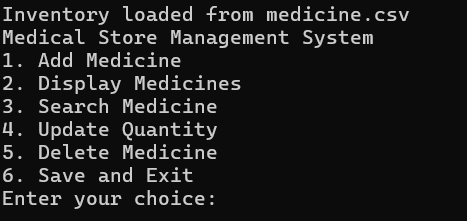 Inventory loaded from medicine.csv
Medical Store Management System
1. Add Medicine
2. Display Medicines
3. Search Medicine
4. Update Quantity
5. Delete Medicine
6. Save and Exit
Enter your choice: